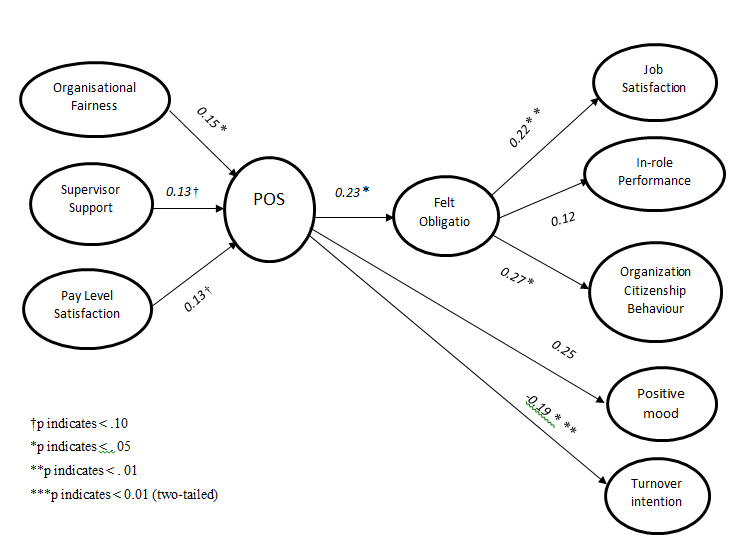 Organisational
Fairness
0.15 *
Supervisor
Support
0.13†
Pay Level
Satisfaction
0.13†
POS
0.23 *
Felt
Obligatio
0.22* *
0.12
0.27 *
0.25
-0.19 * **
Job
Satisfaction
In-role
Performance
Organization
Citizenship
Behaviour
Positive
mood
Turnover
intention
†p indicates < .10
*p indicates < . 05
**p indicates < . 01
***p indicates < 0.01 (two-tailed)